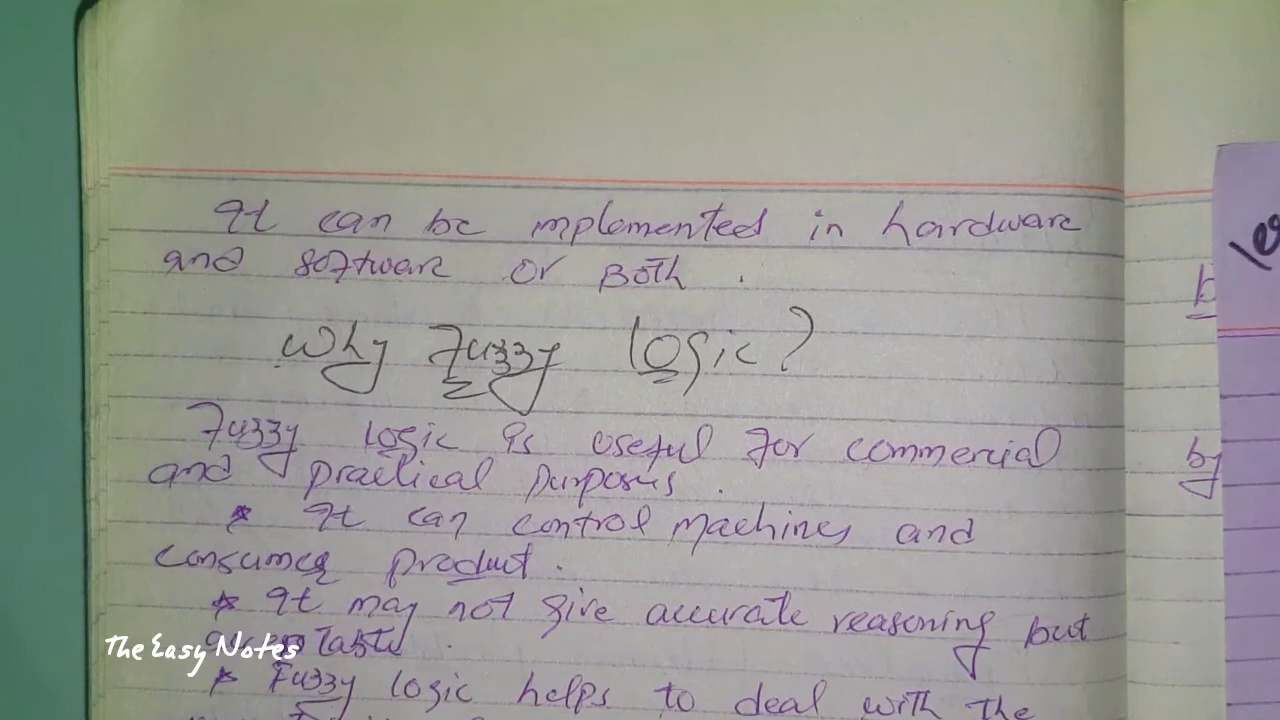 It can be implemented in hardware
and software or Both .
Why Fuzzy logic?
Fuzzy logic is useful for commercial
and practical purposes .
* It can control machines and
consumer product .
* It may not give accurate reasoning but
The Easy Notes
* Fuzzy logic helps to deal with the
by